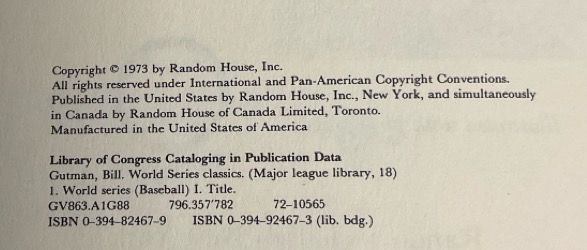 Copyright © 1973 by Random House, Inc.
All rights reserved under International and Pan-American Copyright Conventions.
Published in the United States by Random House, Inc., New York, and simultaneously
in Canada by Random House of Canada Limited, Toronto.
Manufactured in the United States of America
Library of Congress Cataloging in Publication Data
Gutman, Bill. World Series classics. (Major league library, 18)
1. World series (Baseball) I. Title.
GV863.A1G88 796.357'782 72-10565
ISBN 0-394-82467-9 ISBN 0-394-92467-3 (lib. bdg.)